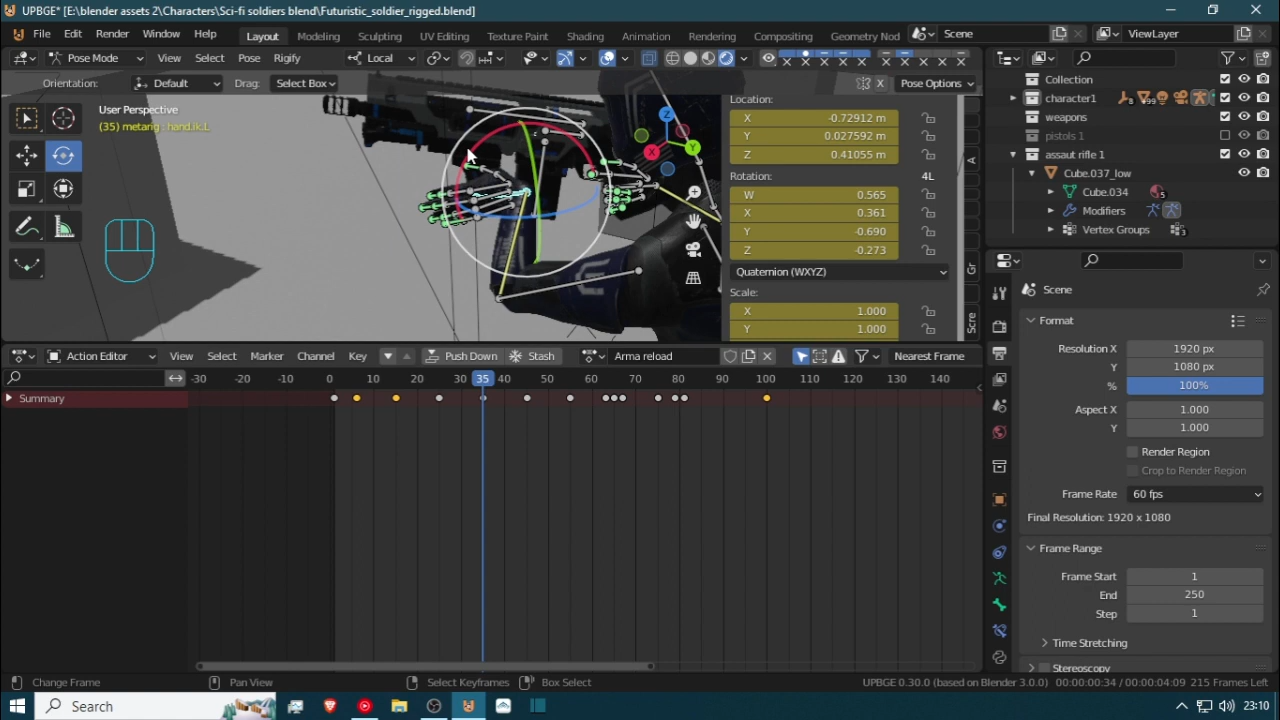 UPBGE* [E:\blender assets 2\Characters\Sci-fi soldiers blend\Futuristic_soldier_rigged.blend]
File Edit Render Window Help Layout Modeling Sculpting UV Editing Texture Paint Shading Animation Rendering Compositing Geometry Nod Scene ViewLayer
Pose Mode View Select Pose Rigify Local
Orientation: Default Drag: Select Box Pose Options
Collection
character1 8 99
weapons
pistols 1
assaut rifle 1
Cube.037_low
Cube.034 5
Modifiers
Vertex Groups 3
User Perspective
(35) metarig : hand.ik.L
Z
Y
X
Location:
X -0.72912 m
Y 0.027592 m
Z 0.41055 m
Rotation: 4L
W 0.565
X 0.361
Y -0.690
Z -0.273
Quaternion (WXYZ)
Scale:
X 1.000
Y 1.000
A
Gr
Scre
Scene
Format
Resolution X 1920 px
Y 1080 px
% 100%
Aspect X 1.000
Y 1.000
Render Region
Crop to Render Region
Frame Rate 60 fps
Final Resolution: 1920 x 1080
Frame Range
Frame Start 1
End 250
Step 1
Time Stretching
Stereoscopy
Action Editor View Select Marker Channel Key Push Down Stash Arma reload Nearest Frame
-30 -20 -10 0 10 20 30 35 40 50 60 70 80 90 100 110 120 130 140
Summary
Change Frame Pan View Select Keyframes Box Select UPBGE 0.30.0 (based on Blender 3.0.0) 00:00:00:34 / 00:00:04:09 215 Frames Left
Search 23:10